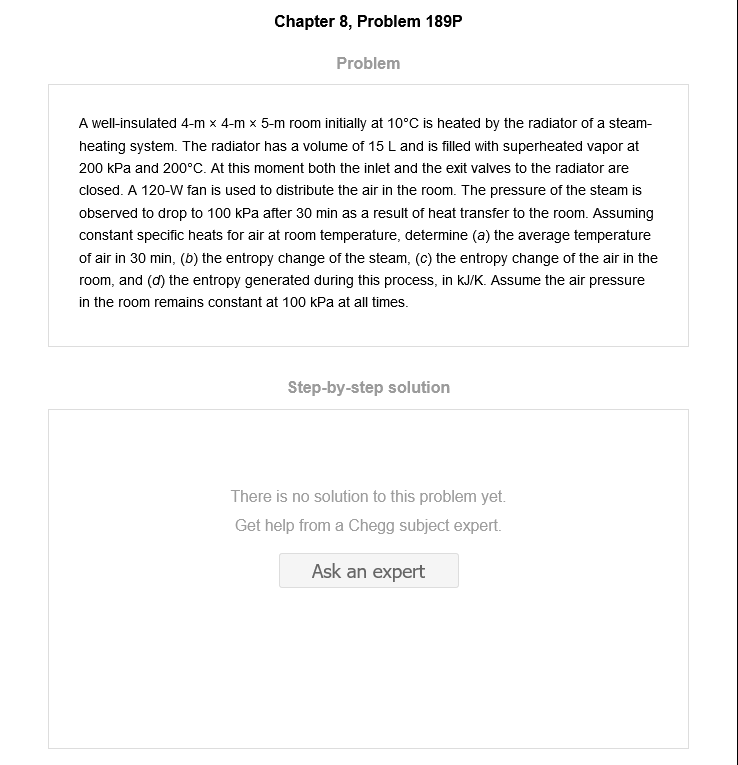 Chapter 8, Problem 189P
Problem
A well-insulated 4-m × 4-m × 5-m room initially at 10°C is heated by the radiator of a steam-
heating system. The radiator has a volume of 15 L and is filled with superheated vapor at
200 kPa and 200°C. At this moment both the inlet and the exit valves to the radiator are
closed. A 120-W fan is used to distribute the air in the room. The pressure of the steam is
observed to drop to 100 kPa after 30 min as a result of heat transfer to the room. Assuming
constant specific heats for air at room temperature, determine (a) the average temperature
of air in 30 min, (b) the entropy change of the steam, (c) the entropy change of the air in the
room, and (d) the entropy generated during this process, in kJ/K. Assume the air pressure
in the room remains constant at 100 kPa at all times.
Step-by-step solution
There is no solution to this problem yet.
Get help from a Chegg subject expert.
Ask an expert